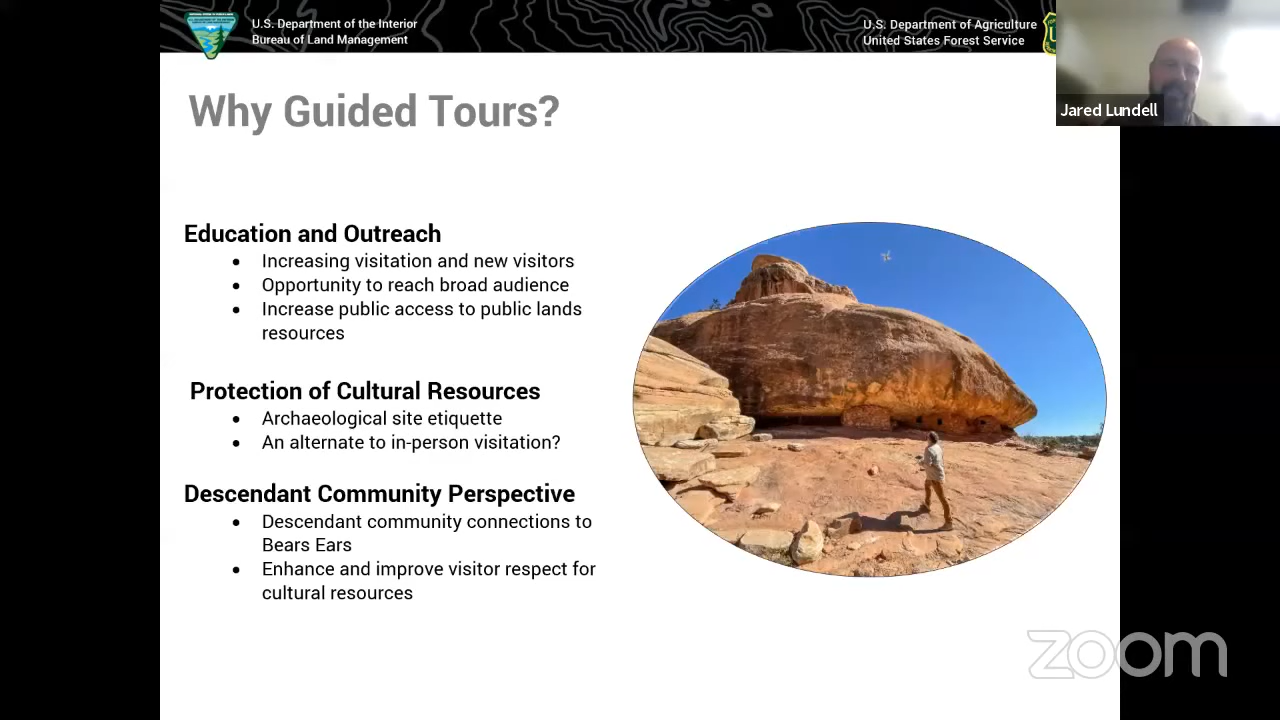 U.S. Department of the Interior
Bureau of Land Management
U.S. Department of Agriculture
United States Forest Service
Jared Lundell
Why Guided Tours?
Education and Outreach
• Increasing visitation and new visitors
• Opportunity to reach broad audience
• Increase public access to public lands
resources
Protection of Cultural Resources
• Archaeological site etiquette
• An alternate to in-person visitation?
Descendant Community Perspective
• Descendant community connections to
Bears Ears
• Enhance and improve visitor respect for
cultural resources
zoom